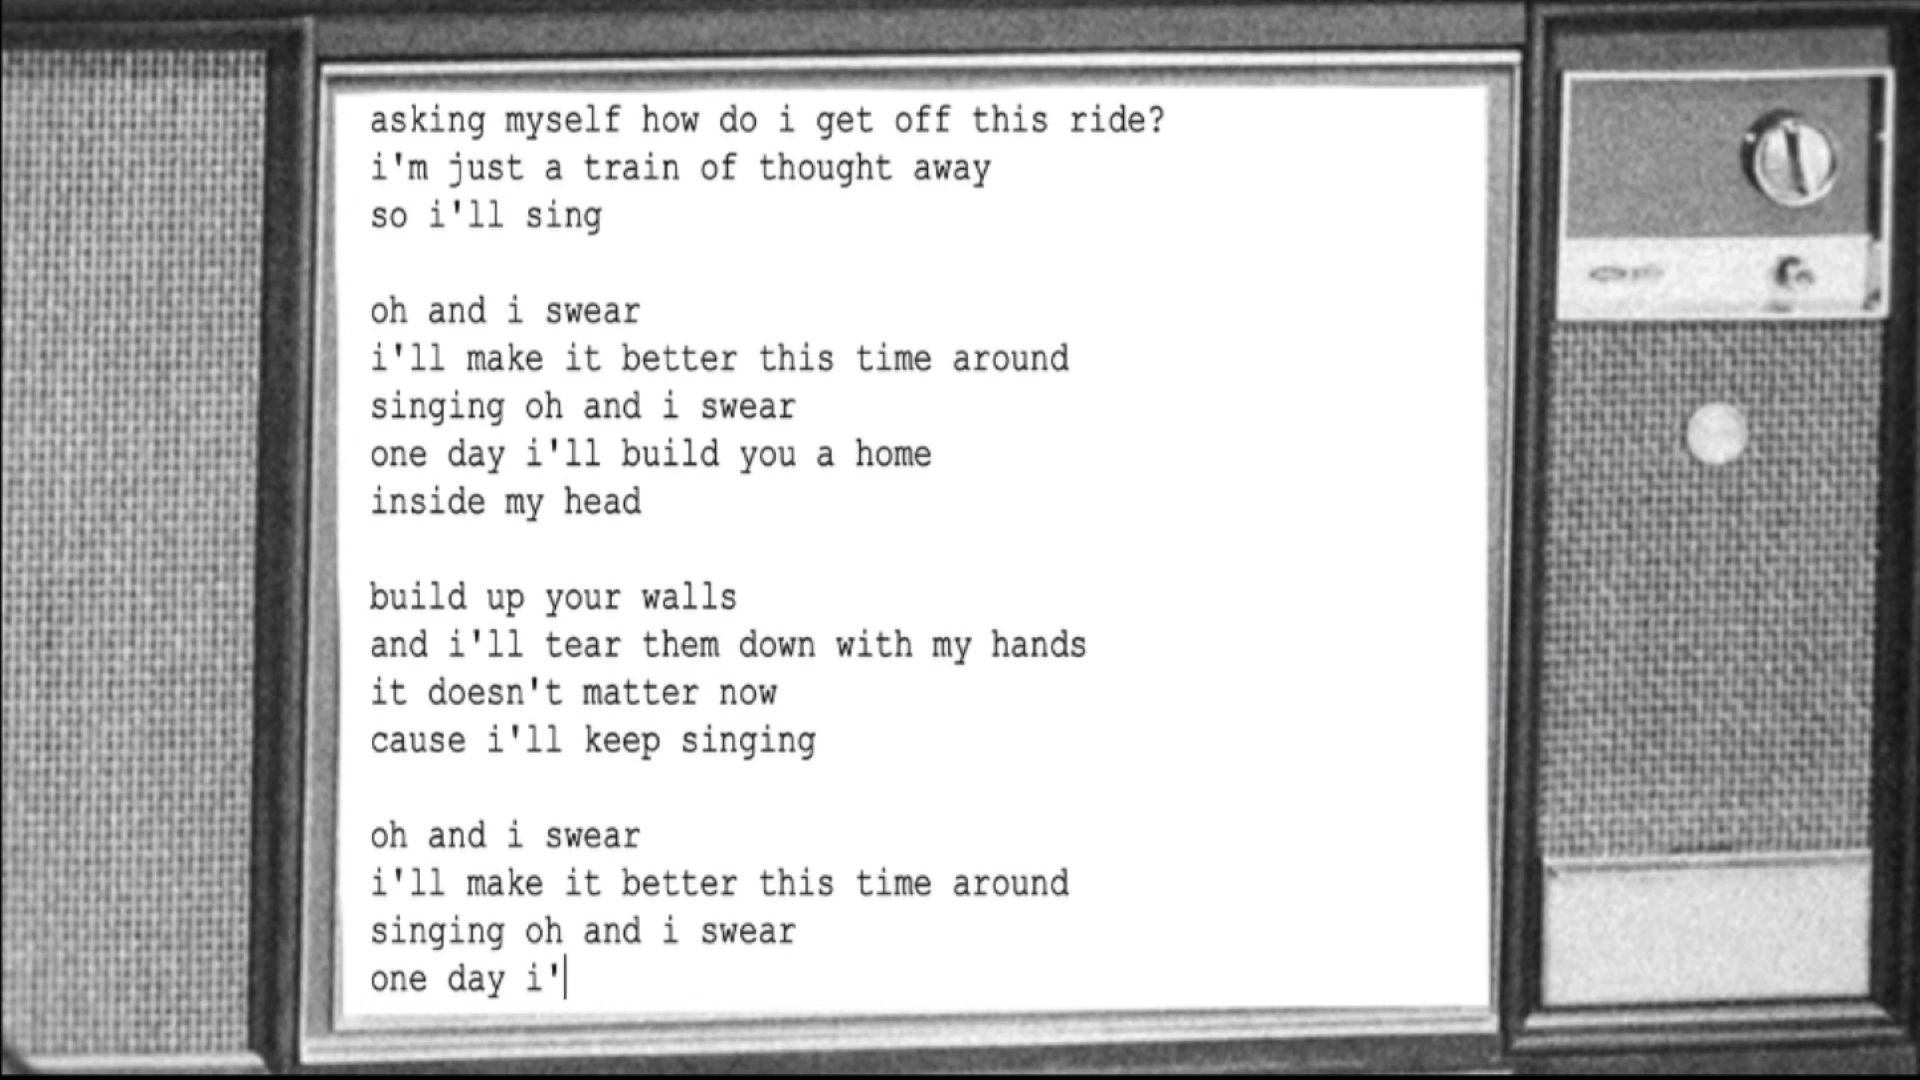 asking myself how do i get off this ride?
i'm just a train of thought away
so i'll sing
oh and i swear
i'll make it better this time around
singing oh and i swear
one day i'll build you a home
inside my head
build up your walls
and i'll tear them down with my hands
it doesn't matter now
cause i'll keep singing
oh and i swear
i'll make it better this time around
singing oh and i swear
one day i'